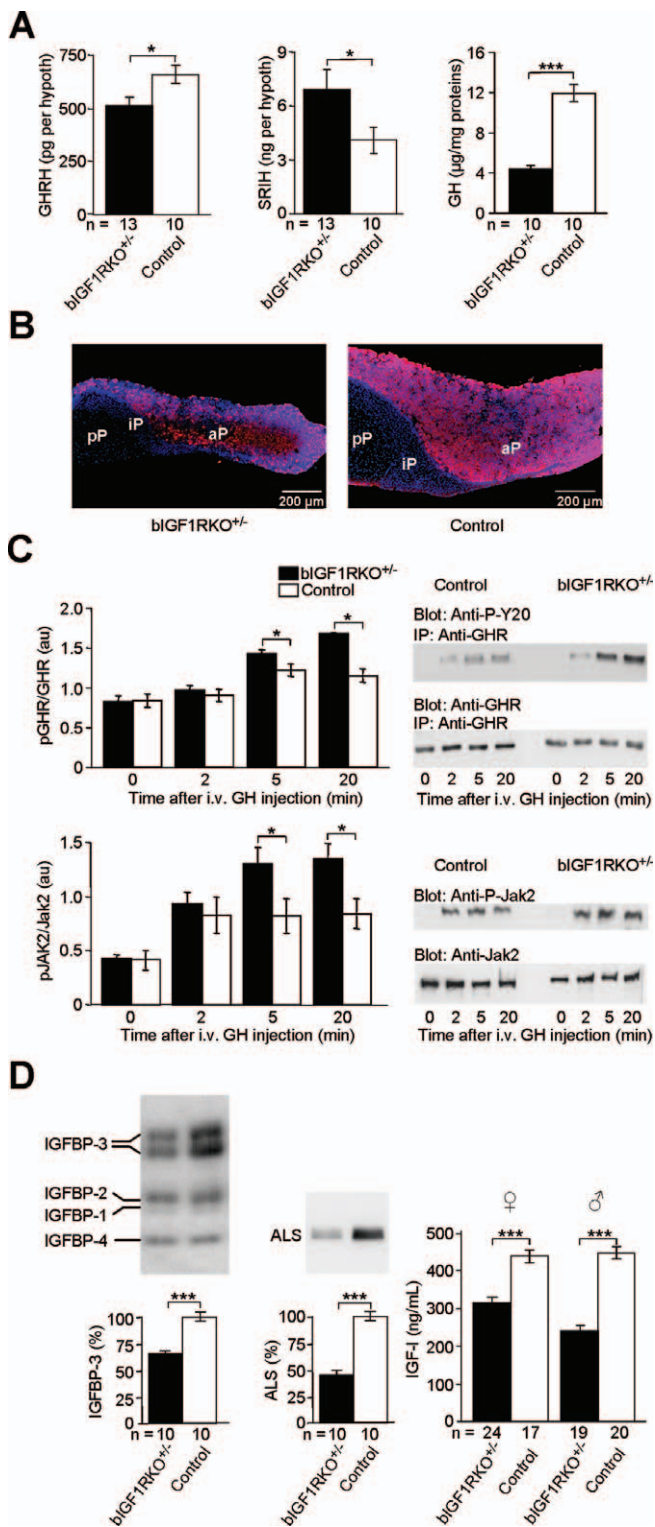 A
GHRH (pg per hypoth)
750
500
250
0
*
n = 13 10
bIGF1RKO+/-
Control
SRIH (ng per hypoth)
6
3
0
*
13 10
bIGF1RKO+/-
Control
GH (µg/mg proteins)
16
12
8
4
0
***
10 10
bIGF1RKO+/-
Control
B
pP
iP
aP
200 µm
bIGF1RKO+/-
pP
iP
aP
200 µm
Control
C
bIGF1RKO+/-
Control
pGHR/GHR (au)
2.0
1.5
1.0
0.5
0
*
*
0 2 5 20
Time after i.v. GH injection (min)
Control bIGF1RKO+/-
Blot: Anti-P-Y20
IP: Anti-GHR
Blot: Anti-GHR
IP: Anti-GHR
0 2 5 20 0 2 5 20
Time after i.v. GH injection (min)
pJAK2/Jak2 (au)
1.5
1.0
0.5
0
*
*
0 2 5 20
Time after i.v. GH injection (min)
Control bIGF1RKO+/-
Blot: Anti-P-Jak2
Blot: Anti-Jak2
0 2 5 20 0 2 5 20
Time after i.v. GH injection (min)
D
IGFBP-3
IGFBP-2
IGFBP-1
IGFBP-4
IGFBP-3 (%)
100
75
50
25
0
***
n = 10 10
bIGF1RKO+/-
Control
ALS
ALS (%)
100
75
50
25
0
***
10 10
bIGF1RKO+/-
Control
♀ ♂
IGF-I (ng/mL)
500
400
300
200
0
***
***
n = 24 17 19 20
bIGF1RKO+/-
Control
bIGF1RKO+/-
Control